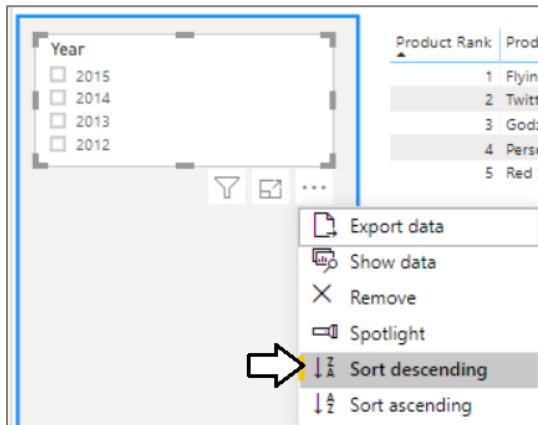 Year
2015
2014
2013
2012
Product Rank
1
2
3
4
5 Red
Export data
Show data
Remove
Spotlight
Sort descending
Sort ascending